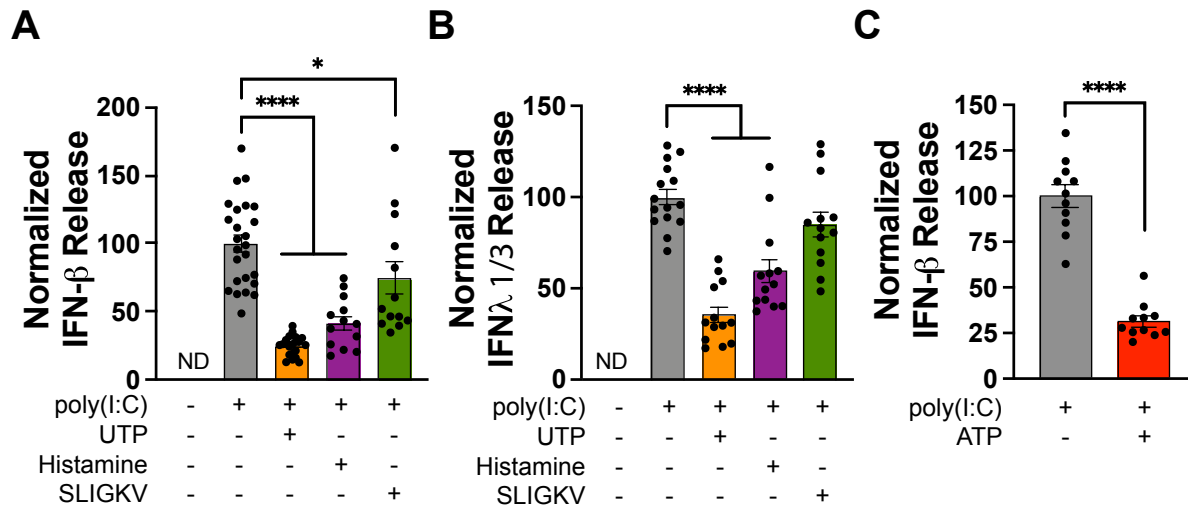 A
Normalized
IFN-β Release
200
150
100
50
0
*
****
ND
poly(I:C) - + + + +
UTP - - + - -
Histamine - - - + -
SLIGKV - - - - +
B
Normalized
IFNλ 1/3 Release
150
100
50
0
****
ND
poly(I:C) - + + + +
UTP - - + - -
Histamine - - - + -
SLIGKV - - - - +
C
Normalized
IFN-β Release
150
125
100
75
50
25
0
****
poly(I:C) + +
ATP - +